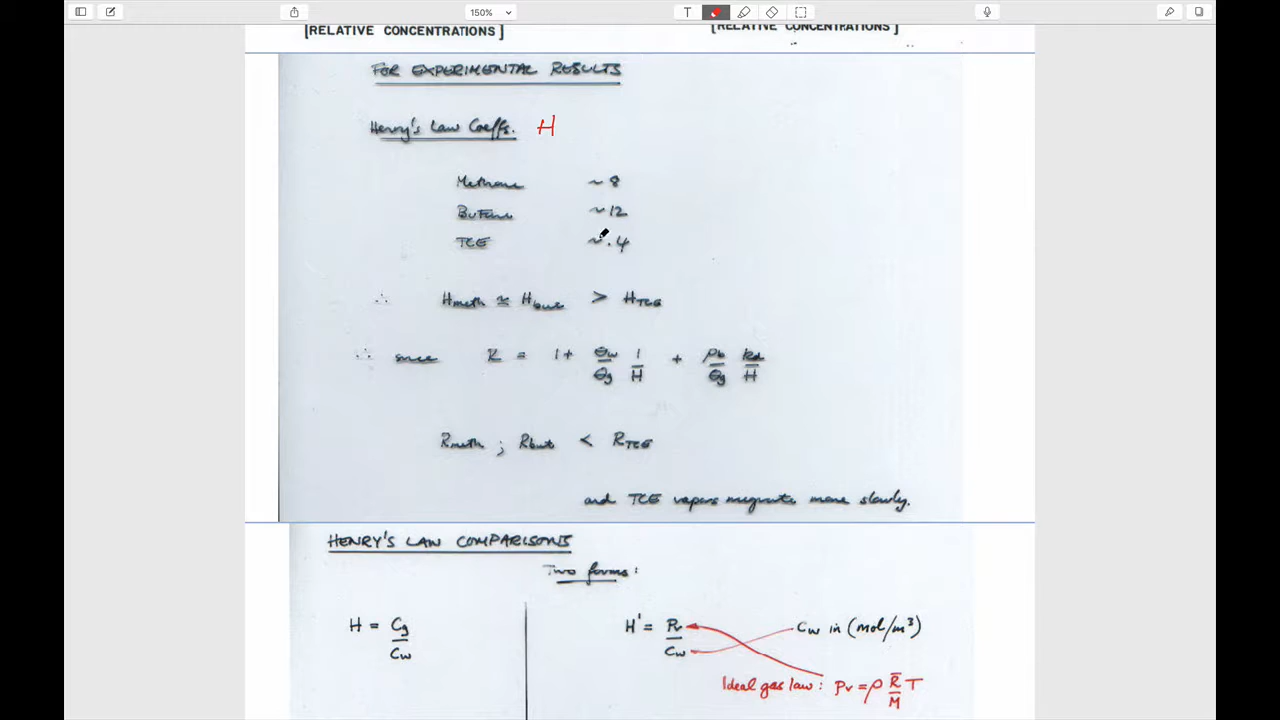 150%
T
[RELATIVE CONCENTRATIONS]
[RELATIVE CONCENTRATIONS]
FOR EXPERIMENTAL RESULTS
Henry's Law Coeffs. H
Methane ~ 8
Butane ~ 12
TCE ~ .4
∴ Hmeth ≃ Hbut > HTCE
∴ since R = 1 + θw/θg 1/H + ρb/θg kd/H
Rmeth ; Rbut < RTCE
and TCE vapors migrate more slowly.
HENRY'S LAW COMPARISONS
Two forms:
H = Cg/Cw
H' = Pv/Cw
Cw in (mol/m³)
Ideal gas law: Pv = ρ R̄/M T